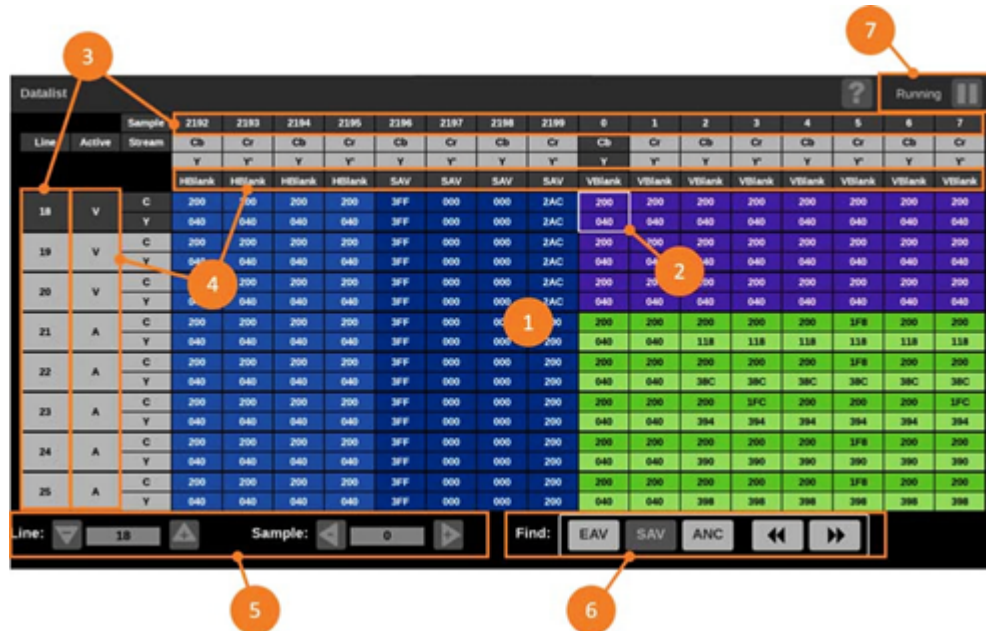 7
3
Datalist ? Running
Sample 2192 2193 2194 2195 2196 2197 2198 2199 0 1 2 3 4 5 6 7
Line Active Stream Cb Cr Cb Cr Cb Cr Cb Cr Cb Cr Cb Cr Cb Cr Cb Cr
Y Y' Y Y' Y Y' Y Y' Y Y' Y Y' Y Y' Y Y'
HBlank HBlank HBlank HBlank SAV SAV SAV SAV VBlank VBlank VBlank VBlank VBlank VBlank VBlank VBlank
18 V C 200 200 200 200 3FF 000 000 2AC 200 200 200 200 200 200 200 200
Y 040 040 040 040 3FF 000 000 2AC 040 040 040 040 040 040 040 040
19 V C 200 200 200 200 3FF 000 000 2AC 200 200 200 200 200 200 200
Y 040 040 040 3FF 000 000 2AC 040 040 040 040 040 040 040
4 2
20 V C 200 200 200 3FF 000 000 2AC 200 200 200 200 200 200 200
Y 040 040 040 040 3FF 000 000 2AC 040 040 040 040 040 040 040 040
1
21 A C 200 200 200 200 3FF 000 200 200 200 200 200 1F8 200 200
Y 040 040 040 040 3FF 000 000 200 040 040 118 118 118 118 118 118
22 A C 200 200 200 200 3FF 000 000 200 200 200 200 200 200 1F8 200 200
Y 040 040 040 040 3FF 000 000 200 040 040 38C 38C 38C 38C 38C 38C
23 A C 200 200 200 200 3FF 000 000 200 200 200 200 1FC 200 200 200 1FC
Y 040 040 040 040 3FF 000 000 200 040 040 394 394 394 394 394 394
24 A C 200 200 200 200 3FF 000 000 200 200 200 200 200 200 1F8 200 200
Y 040 040 040 040 3FF 000 000 200 040 040 390 390 390 390 390 390
25 A C 200 200 200 200 3FF 000 000 200 200 200 200 200 200 1F8 200 200
Y 040 040 040 040 3FF 000 000 200 040 040 398 398 398 398 398 398
Line: 18 Sample: 0 Find: EAV SAV ANC
5 6